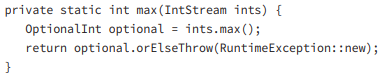 private static int max(IntStream ints) {
   OptionalInt optional = ints.max();
   return optional.orElseThrow(RuntimeException::new);
}